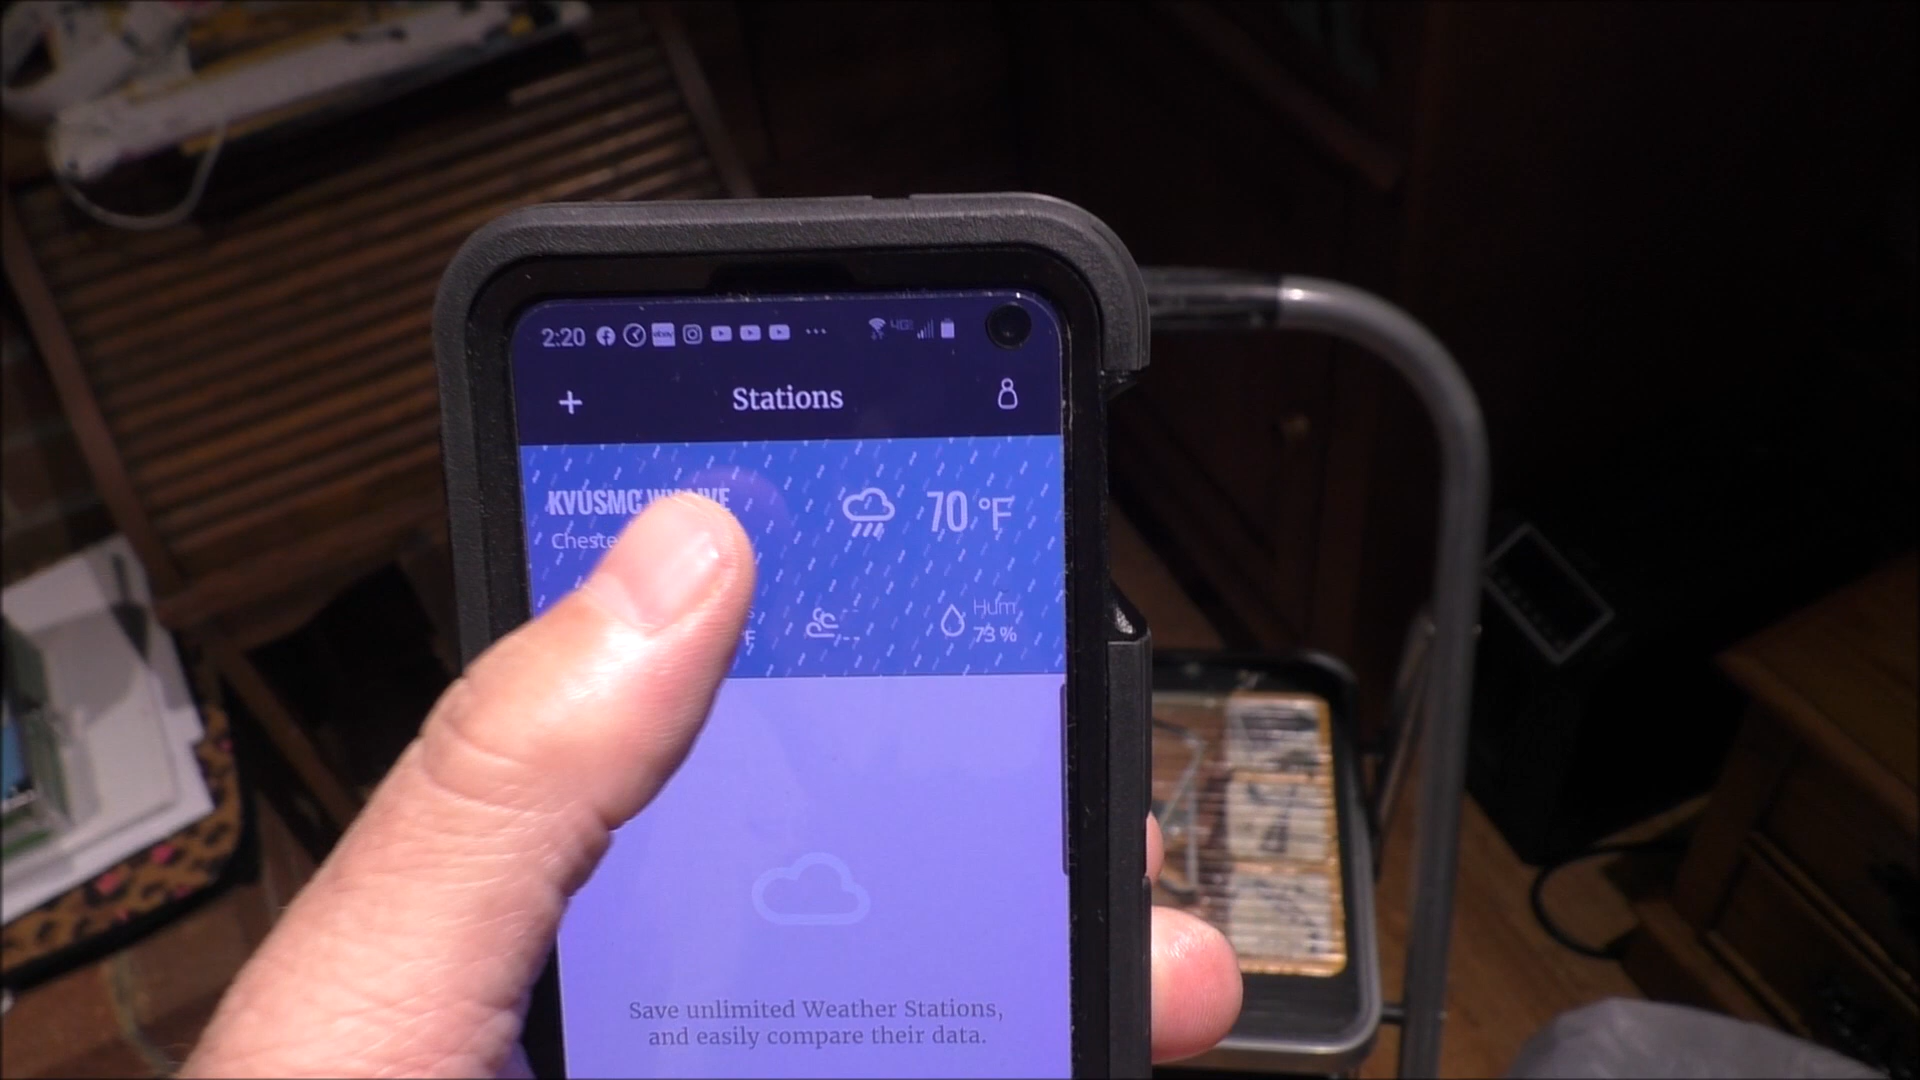 2:20
Stations
70 °F
Hum
73 %
Save unlimited Weather Stations,
and easily compare their data.